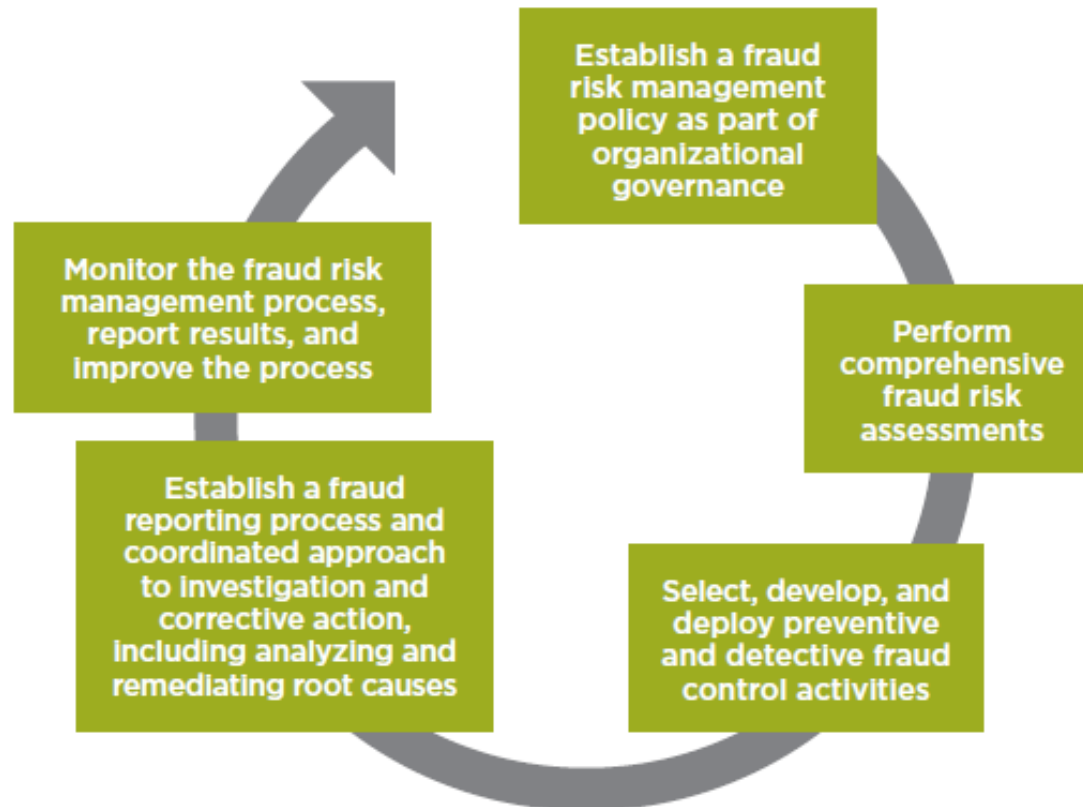 Establish a fraud
risk management
policy as part of
organizational
governance
Perform
comprehensive
fraud risk
assessments
Select, develop, and
deploy preventive
and detective fraud
control activities
Establish a fraud
reporting process and
coordinated approach
to investigation and
corrective action,
including analyzing and
remediating root causes
Monitor the fraud risk
management process,
report results, and
improve the process